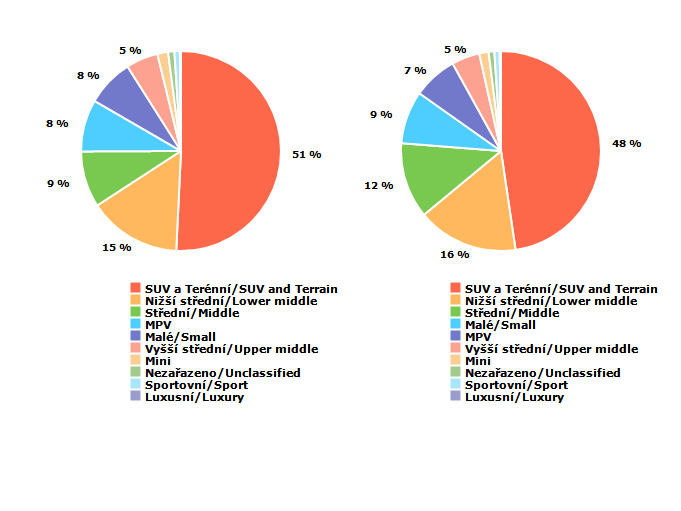 5 %
8 %
8 %
9 %
15 %
51 %
5 %
7 %
9 %
12 %
16 %
48 %
SUV a Terénní/SUV and Terrain
Nižší střední/Lower middle
Střední/Middle
MPV
Malé/Small
Vyšší střední/Upper middle
Mini
Nezařazeno/Unclassified
Sportovní/Sport
Luxusní/Luxury
SUV a Terénní/SUV and Terrain
Nižší střední/Lower middle
Střední/Middle
Malé/Small
MPV
Vyšší střední/Upper middle
Mini
Nezařazeno/Unclassified
Sportovní/Sport
Luxusní/Luxury